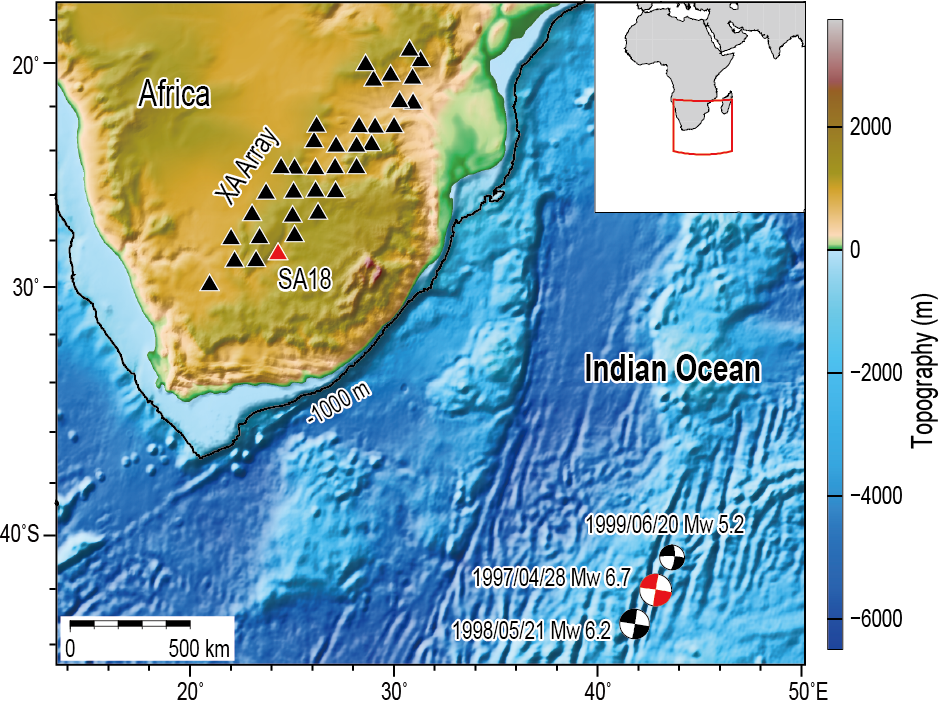 20°
30°
40°S
Africa
XA Array
SA18
-1000 m
Indian Ocean
1999/06/20 Mw 5.2
1997/04/28 Mw 6.7
1998/05/21 Mw 6.2
0 500 km
20° 30° 40° 50°E
2000
0
−2000
−4000
−6000
Topography (m)